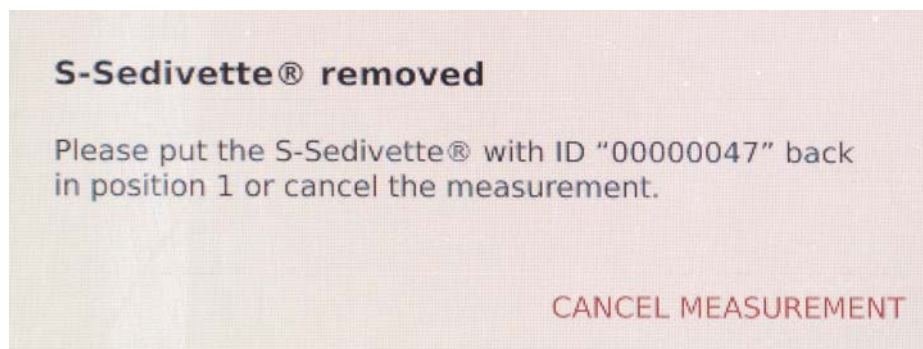 S-Sedivette® removed
Please put the S-Sedivette® with ID “00000047” back
in position 1 or cancel the measurement.
CANCEL MEASUREMENT